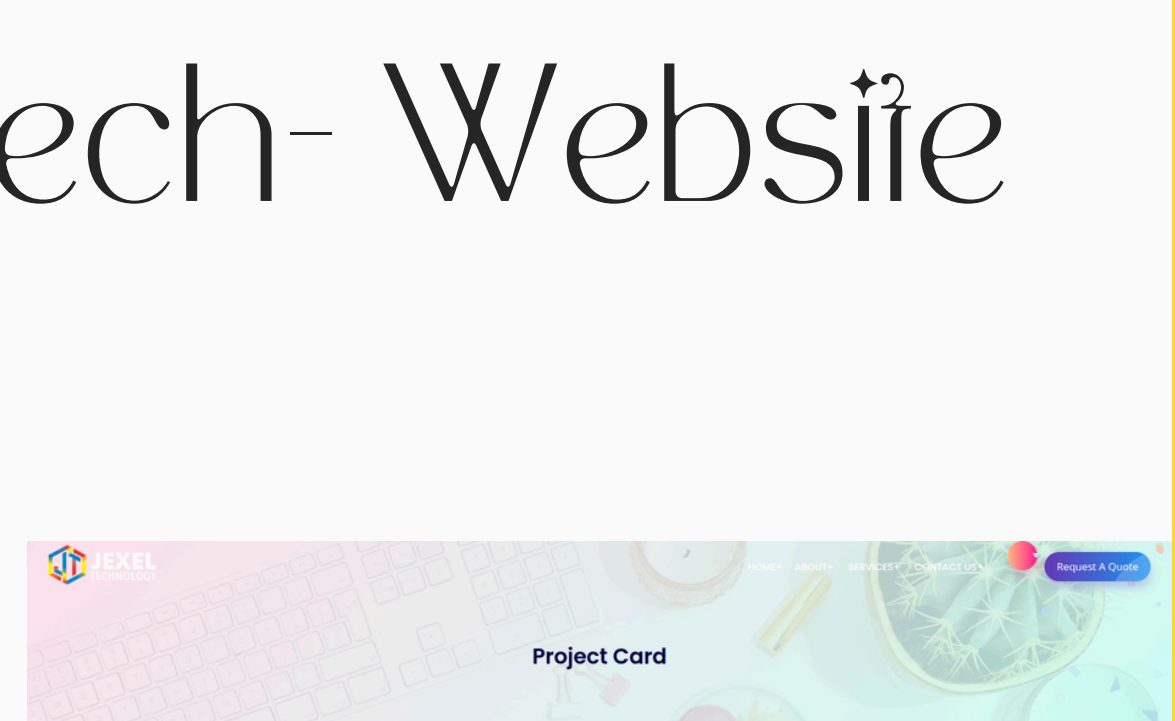 ech- Website
JEXEL
TECHNOLOGY
HOME+ ABOUT+ SERVICES+ CONTACT US+
Request A Quote
Project Card